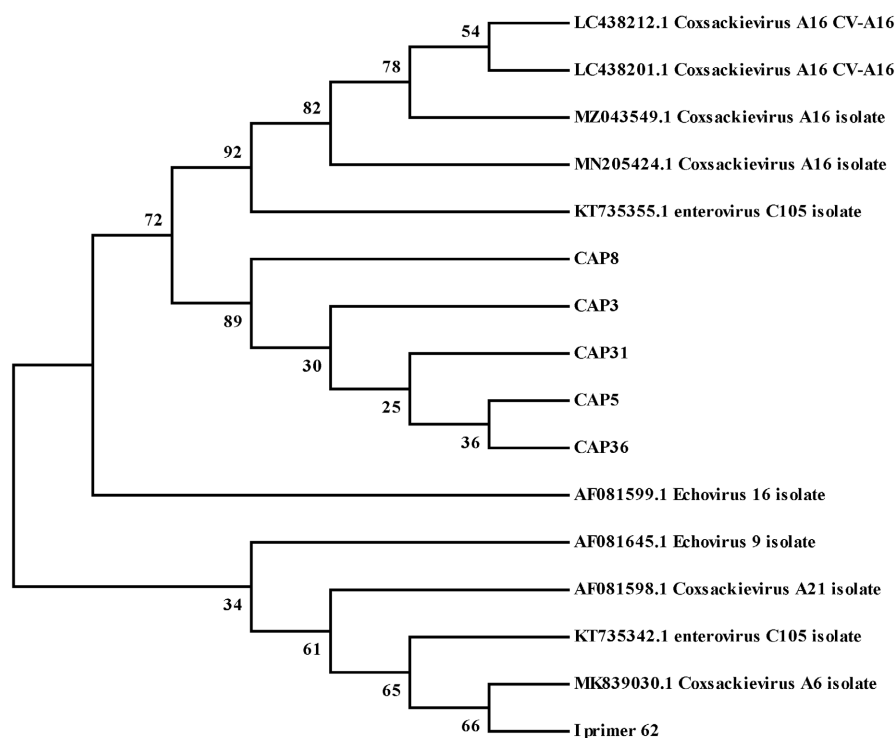 LC438212.1 Coxsackievirus A16 CV-A16
54
LC438201.1 Coxsackievirus A16 CV-A16
78
MZ043549.1 Coxsackievirus A16 isolate
82
MN205424.1 Coxsackievirus A16 isolate
92
KT735355.1 enterovirus C105 isolate
72
CAP8
89
CAP3
30
CAP31
25
CAP5
36
CAP36
AF081599.1 Echovirus 16 isolate
AF081645.1 Echovirus 9 isolate
34
AF081598.1 Coxsackievirus A21 isolate
61
KT735342.1 enterovirus C105 isolate
65
MK839030.1 Coxsackievirus A6 isolate
66
I primer 62